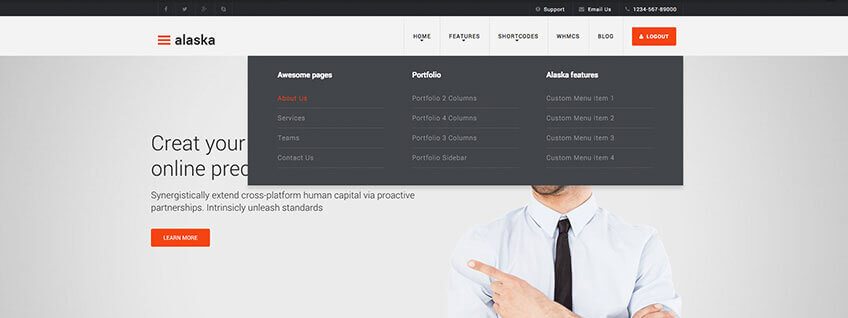 Support Email Us 1234-567-89000
alaska
HOME FEATURES SHORTCODES WHMCS BLOG LOGOUT
Awesome pages Portfolio Alaska features
About Us Portfolio 2 Columns Custom Menu Item 1
Services Portfolio 4 Columns Custom Menu Item 2
Teams Portfolio 3 Columns Custom Menu Item 3
Contact Us Portfolio Sidebar Custom Menu Item 4
Creat your
online pred
Synergistically extend cross-platform human capital via proactive
partnerships. Intrinsicly unleash standards
LEARN MORE